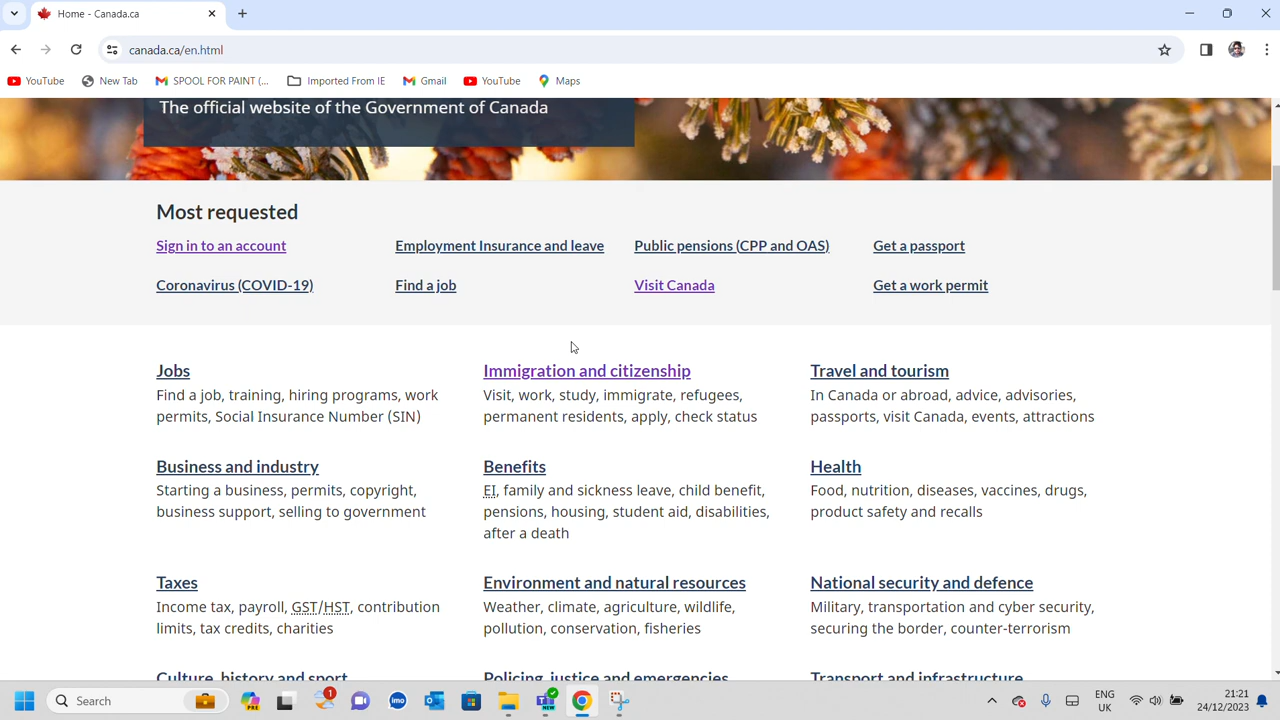 Home - Canada.ca
canada.ca/en.html
YouTube
New Tab
SPOOL FOR PAINT (...
Imported From IE
Gmail
YouTube
Maps
The official website of the Government of Canada
Most requested
Sign in to an account
Employment Insurance and leave
Public pensions (CPP and OAS)
Get a passport
Coronavirus (COVID-19)
Find a job
Visit Canada
Get a work permit
Jobs
Find a job, training, hiring programs, work
permits, Social Insurance Number (SIN)
Immigration and citizenship
Visit, work, study, immigrate, refugees,
permanent residents, apply, check status
Travel and tourism
In Canada or abroad, advice, advisories,
passports, visit Canada, events, attractions
Business and industry
Starting a business, permits, copyright,
business support, selling to government
Benefits
EI, family and sickness leave, child benefit,
pensions, housing, student aid, disabilities,
after a death
Health
Food, nutrition, diseases, vaccines, drugs,
product safety and recalls
Taxes
Income tax, payroll, GST/HST, contribution
limits, tax credits, charities
Environment and natural resources
Weather, climate, agriculture, wildlife,
pollution, conservation, fisheries
National security and defence
Military, transportation and cyber security,
securing the border, counter-terrorism
Culture, history and sport
Policing, justice and emergencies
Transport and infrastructure
Search
PRE
1
imo
NEW
ENG
UK
21:21
24/12/2023